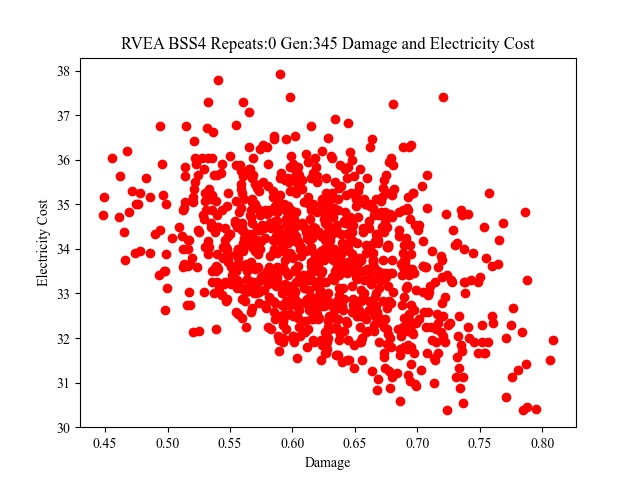 RVEA BSS4 Repeats:0 Gen:345 Damage and Electricity Cost
38
37
36
35
34
33
32
31
30
Electricity Cost
0.45 0.50 0.55 0.60 0.65 0.70 0.75 0.80
Damage